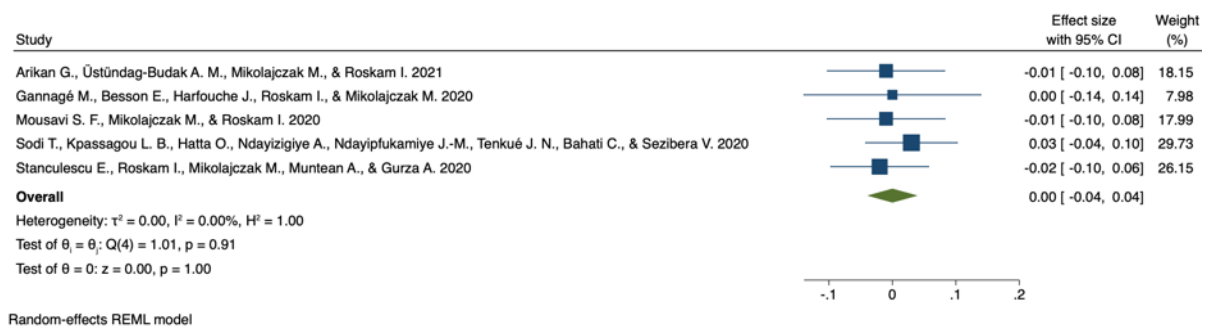 Effect size Weight
Study with 95% CI (%)
Arikan G., Üstündag-Budak A. M., Mikolajczak M., & Roskam I. 2021 -0.01 [ -0.10, 0.08] 18.15
Gannagé M., Besson E., Harfouche J., Roskam I., & Mikolajczak M. 2020 0.00 [ -0.14, 0.14] 7.98
Mousavi S. F., Mikolajczak M., & Roskam I. 2020 -0.01 [ -0.10, 0.08] 17.99
Sodi T., Kpassagou L. B., Hatta O., Ndayizigiye A., Ndayipfukamiye J.-M., Tenkué J. N., Bahati C., & Sezibera V. 2020 0.03 [ -0.04, 0.10] 29.73
Stanculescu E., Roskam I., Mikolajczak M., Muntean A., & Gurza A. 2020 -0.02 [ -0.10, 0.06] 26.15
Overall 0.00 [ -0.04, 0.04]
Heterogeneity: τ² = 0.00, I² = 0.00%, H² = 1.00
Test of θᵢ = θⱼ: Q(4) = 1.01, p = 0.91
Test of θ = 0: z = 0.00, p = 1.00
-.1 0 .1 .2
Random-effects REML model